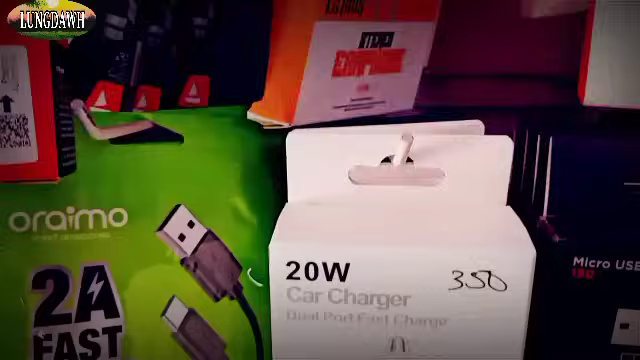 LUNGDAWH
oraimo
2A
FAST
20W
350
Car Charger
Dual Port Fast Charge
Micro USB